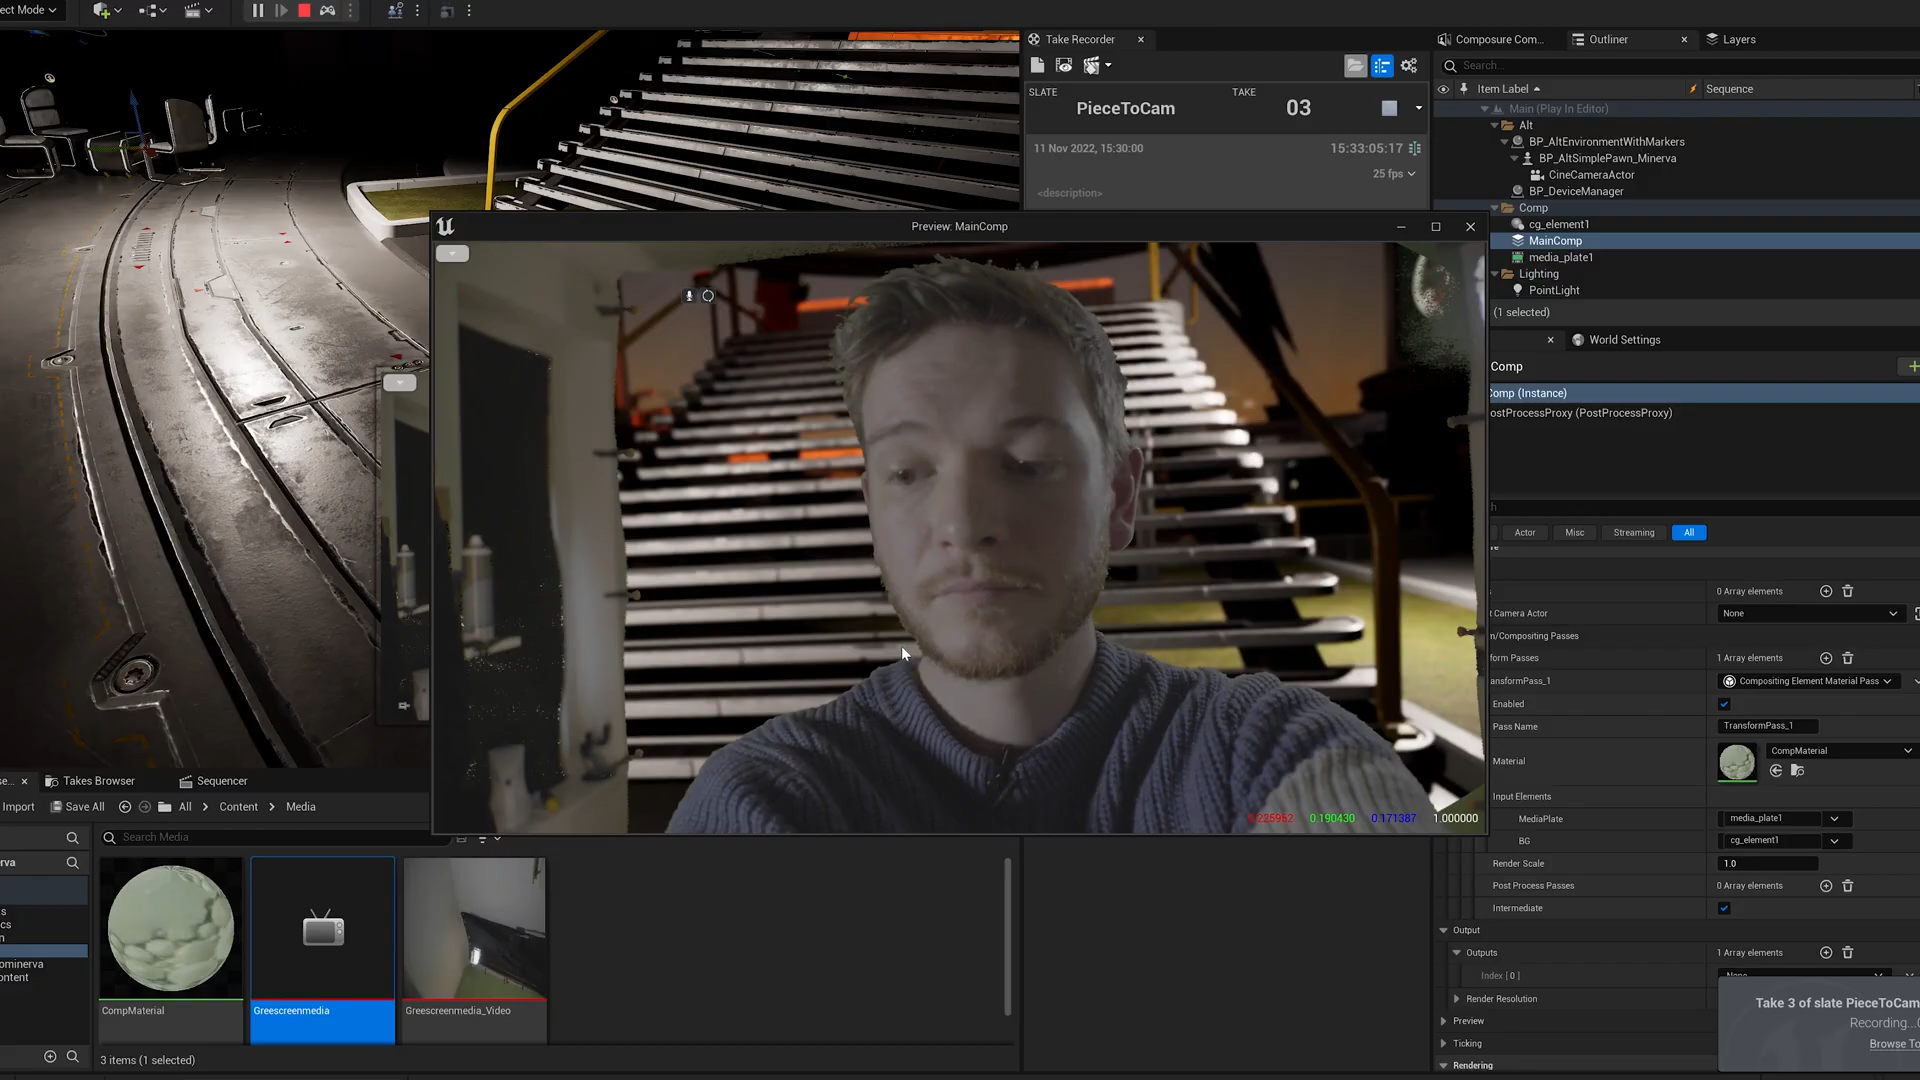 ect Mode
Take Recorder
Composure Com...
Outliner
Layers
Search...
Item Label
Sequence
SLATE
TAKE
PieceToCam
03
11 Nov 2022, 15:30:00
15:33:05:17
25 fps
<description>
Main (Play In Editor)
Alt
BP_AltEnvironmentWithMarkers
BP_AltSimplePawn_Minerva
CineCameraActor
BP_DeviceManager
Comp
cg_element1
MainComp
media_plate1
Lighting
PointLight
(1 selected)
Preview: MainComp
World Settings
Comp
Comp (Instance)
ostProcessProxy (PostProcessProxy)
Actor
Misc
Streaming
All
0 Array elements
t Camera Actor
None
m/Compositing Passes
form Passes
1 Array elements
ansformPass_1
Compositing Element Material Pass
Enabled
Pass Name
TransformPass_1
Material
CompMaterial
Input Elements
MediaPlate
media_plate1
BG
cg_element1
Render Scale
1.0
Post Process Passes
0 Array elements
Intermediate
Output
Outputs
1 Array elements
Index [ 0 ]
None
Render Resolution
Preview
Ticking
Rendering
Take 3 of slate PieceToCam
Recording...
Browse To
0.190430
0.171387
1.000000
se...
Takes Browser
Sequencer
Import
Save All
All
Content
Media
Search Media
rva
s
cs
n
ominerva
ontent
CompMaterial
Greescreenmedia
Greescreenmedia_Video
3 items (1 selected)